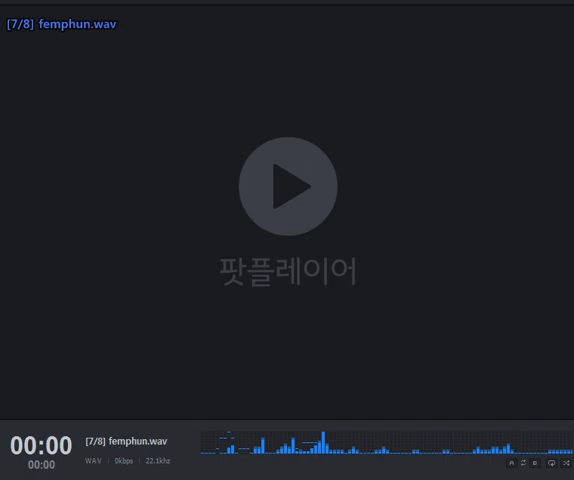 [7/8] femphun.wav
팟플레이어
00:00
00:00
[7/8] femphun.wav
WAV | 0kbps | 22.1khz
A B